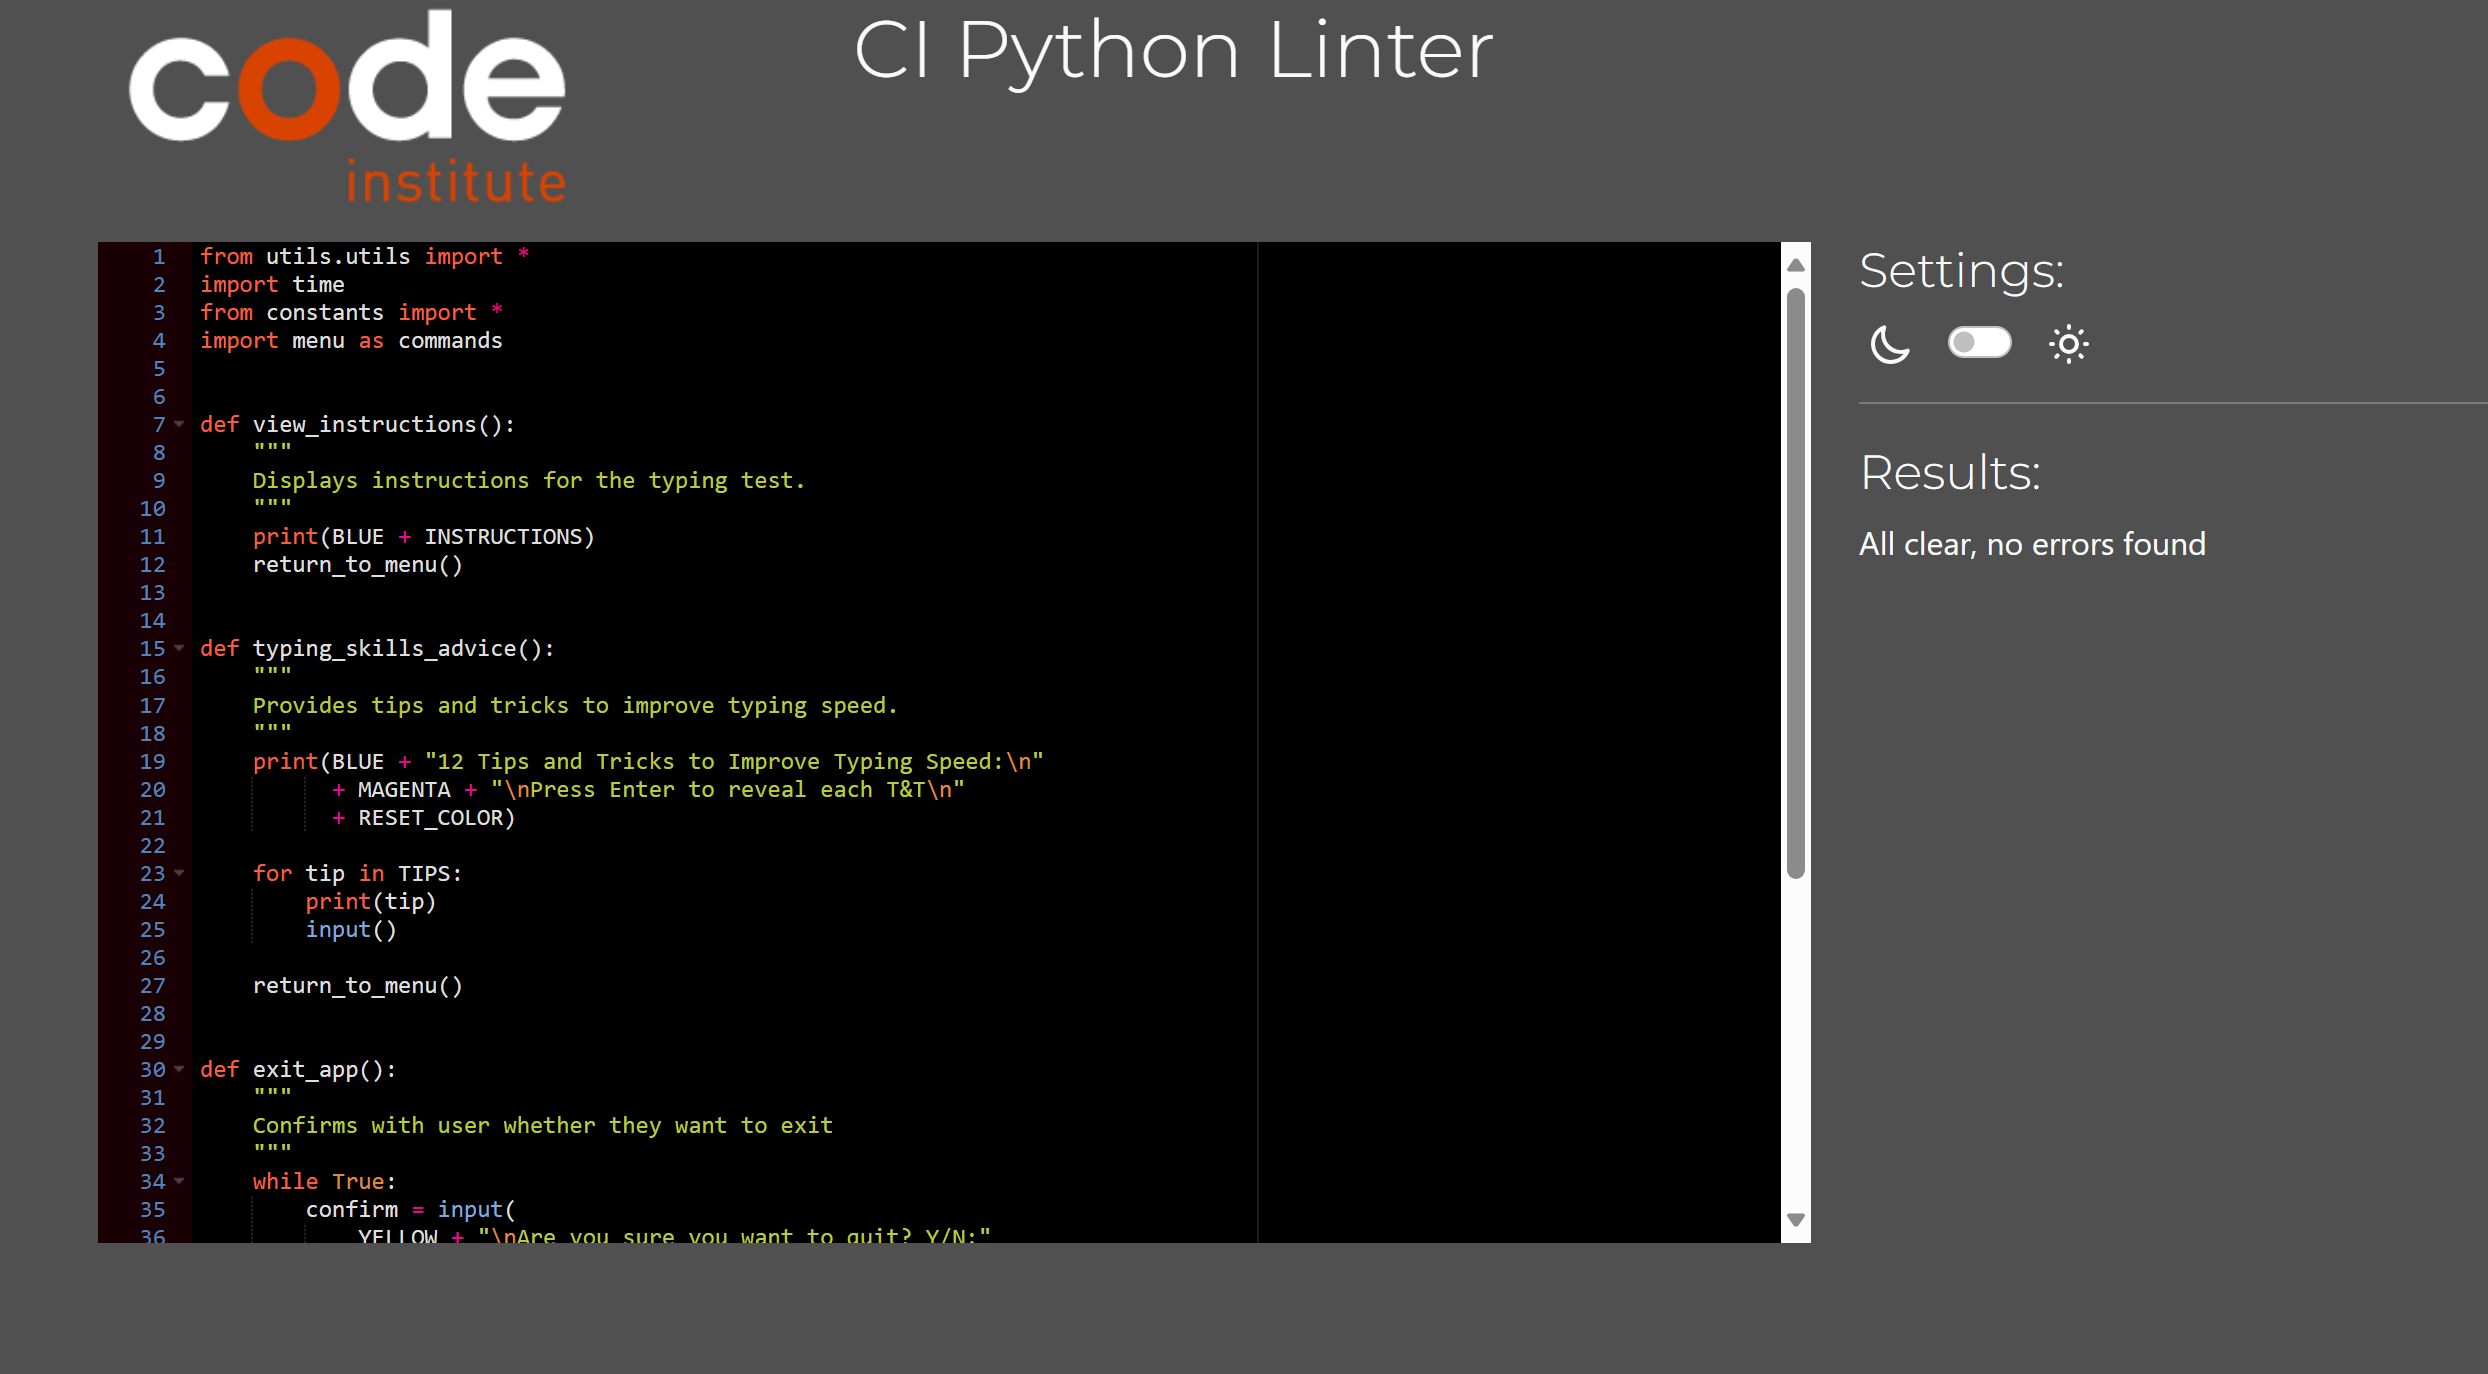 code
institute
CI Python Linter
1 from utils.utils import *
2 import time
3 from constants import *
4 import menu as commands
5
6
7 def view_instructions():
8     """
9     Displays instructions for the typing test.
10     """
11     print(BLUE + INSTRUCTIONS)
12     return_to_menu()
13
14
15 def typing_skills_advice():
16     """
17     Provides tips and tricks to improve typing speed.
18     """
19     print(BLUE + "12 Tips and Tricks to Improve Typing Speed:\n"
20           + MAGENTA + "\nPress Enter to reveal each T&T\n"
21           + RESET_COLOR)
22
23     for tip in TIPS:
24         print(tip)
25         input()
26
27     return_to_menu()
28
29
30 def exit_app():
31     """
32     Confirms with user whether they want to exit
33     """
34     while True:
35         confirm = input(
36             YELLOW + "\nAre you sure you want to quit? Y/N:"
Settings:
Results:
All clear, no errors found